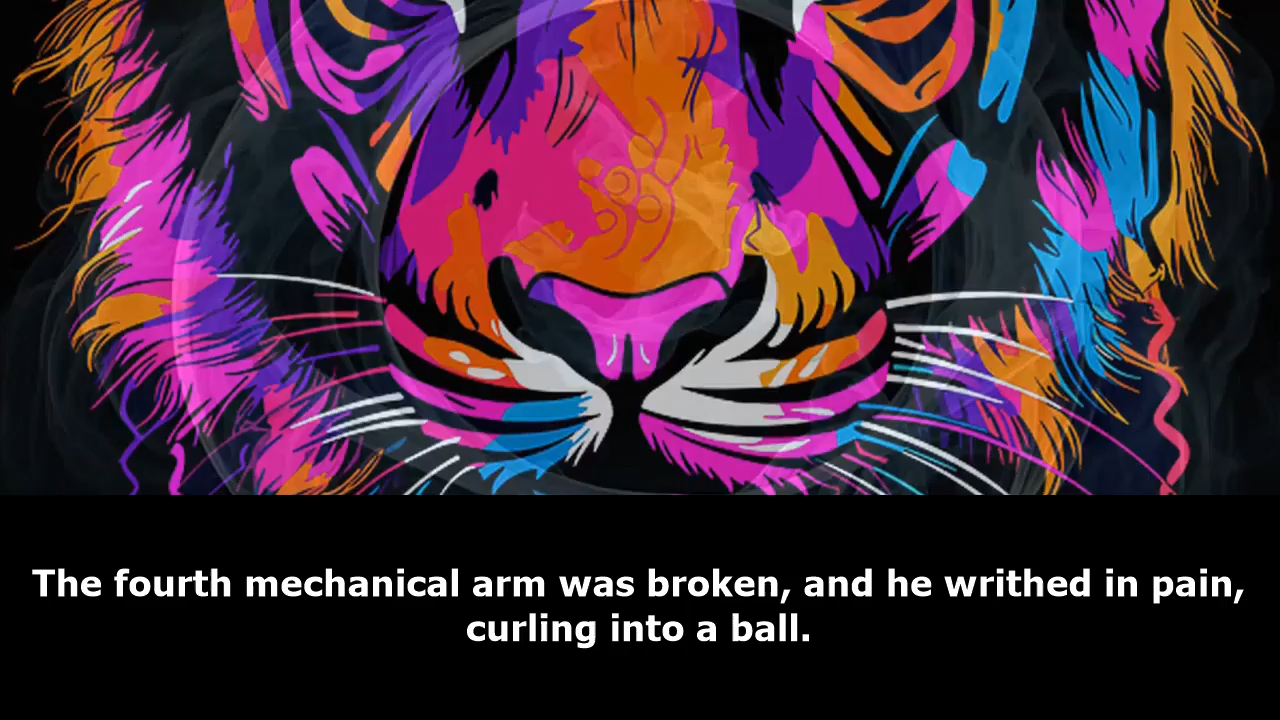 The fourth mechanical arm was broken, and he writhed in pain,
curling into a ball.